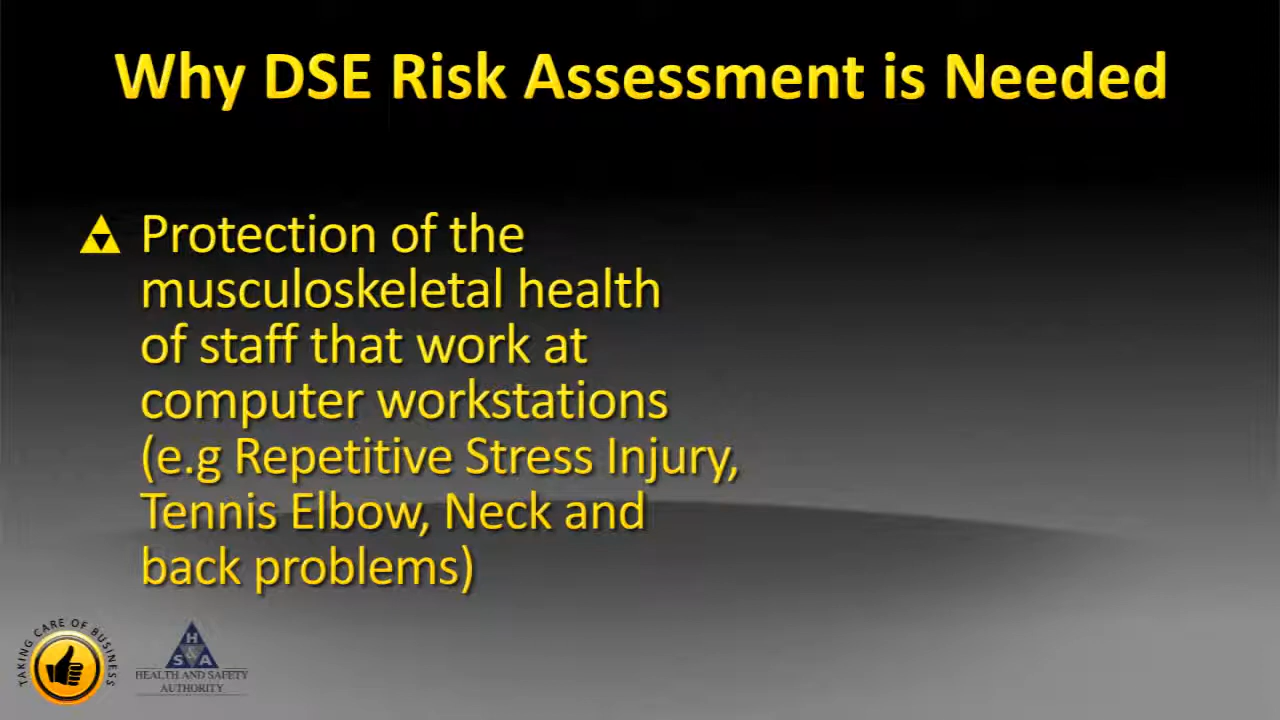 Why DSE Risk Assessment is Needed
Protection of the
musculoskeletal health
of staff that work at
computer workstations
(e.g Repetitive Stress Injury,
Tennis Elbow, Neck and
back problems)
TAKING CARE OF BUSINESS
H
S & A
HEALTH AND SAFETY
AUTHORITY